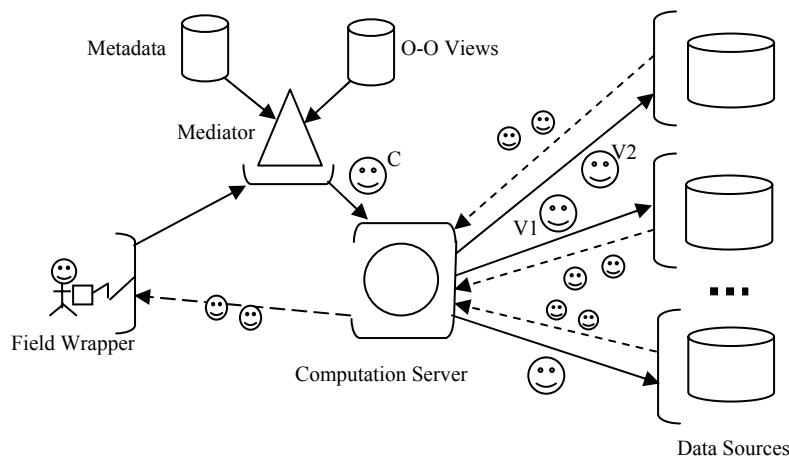 Metadata
O-O Views
Mediator
C
V2
V1
Field Wrapper
Computation Server
Data Sources